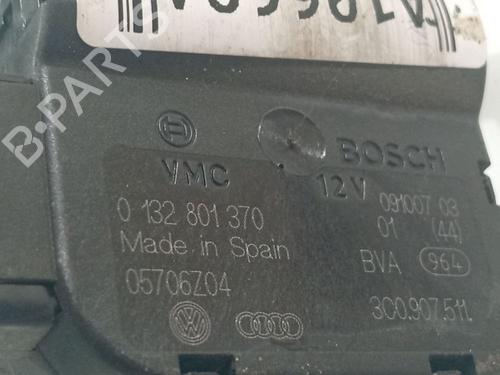 BOSCH
VMC 12V
0 132 801 370
Made in Spain
05706Z04
091007 03
01 (44)
BVA 964
3C0.907.511.
B-PARTS